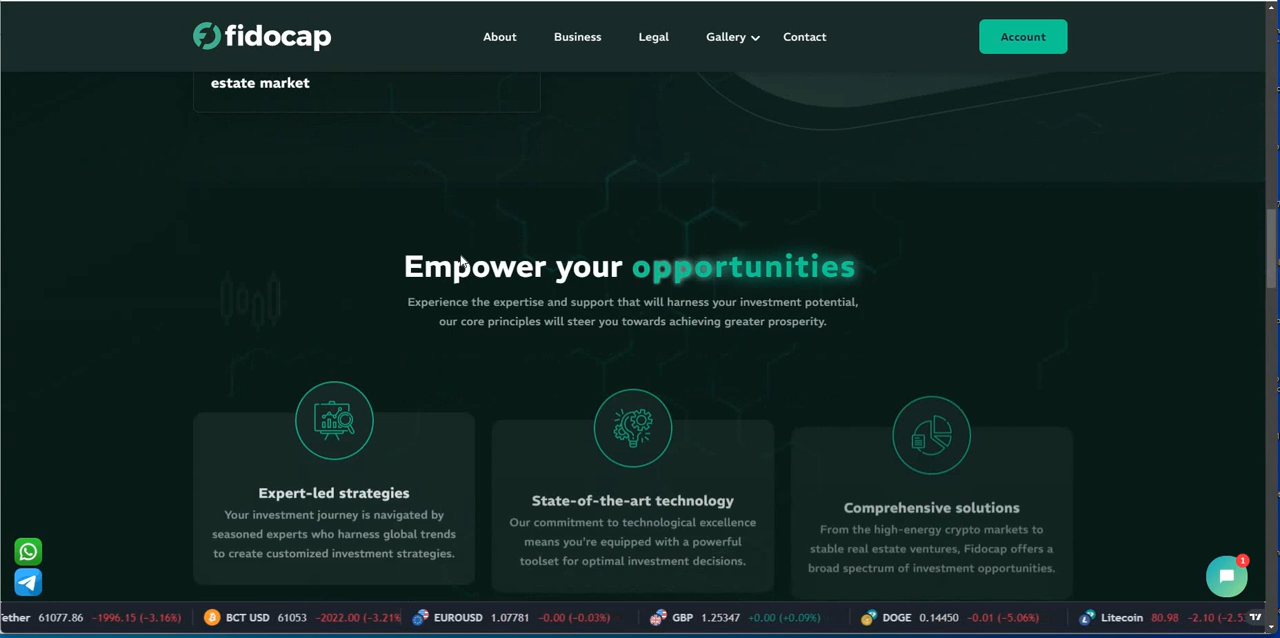 fidocap
About
Business
Legal
Gallery
Contact
Account
estate market
Empower your opportunities
Experience the expertise and support that will harness your investment potential,
our core principles will steer you towards achieving greater prosperity.
Expert-led strategies
Your investment journey is navigated by
seasoned experts who harness global trends
to create customized investment strategies.
State-of-the-art technology
Our commitment to technological excellence
means you're equipped with a powerful
toolset for optimal investment decisions.
Comprehensive solutions
From the high-energy crypto markets to
stable real estate ventures, Fidocap offers a
broad spectrum of investment opportunities.
1
Tether 61077.86 -1996.15 (-3.16%) BCT USD 61053 -2022.00 (-3.21% EUROUSD 1.07781 -0.00 (-0.03%) GBP 1.25347 +0.00 (+0.09%) DOGE 0.14450 -0.01 (-5.06%) Litecoin 80.98 -2.10 (-2.5